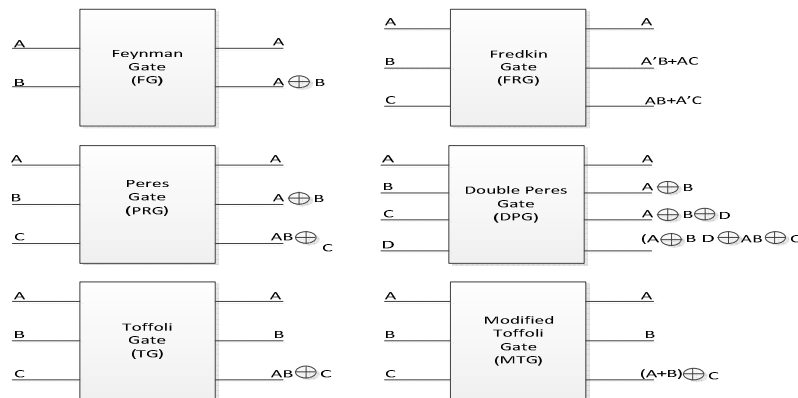 A
A
B
Feynman
Gate
(FG)
A ⊕ B
A
A
B
C
Fredkin
Gate
(FRG)
A'B+AC
AB+A'C
A
A
B
C
Peres
Gate
(PRG)
A ⊕ B
AB⊕
C
A
A
B
C
D
Double Peres
Gate
(DPG)
A ⊕ B
A ⊕ B⊕ D
(A⊕ B D⊕AB⊕ C
A
A
B
B
C
Toffoli
Gate
(TG)
AB⊕ C
A
A
B
B
C
Modified
Toffoli
Gate
(MTG)
(A+B)⊕ C